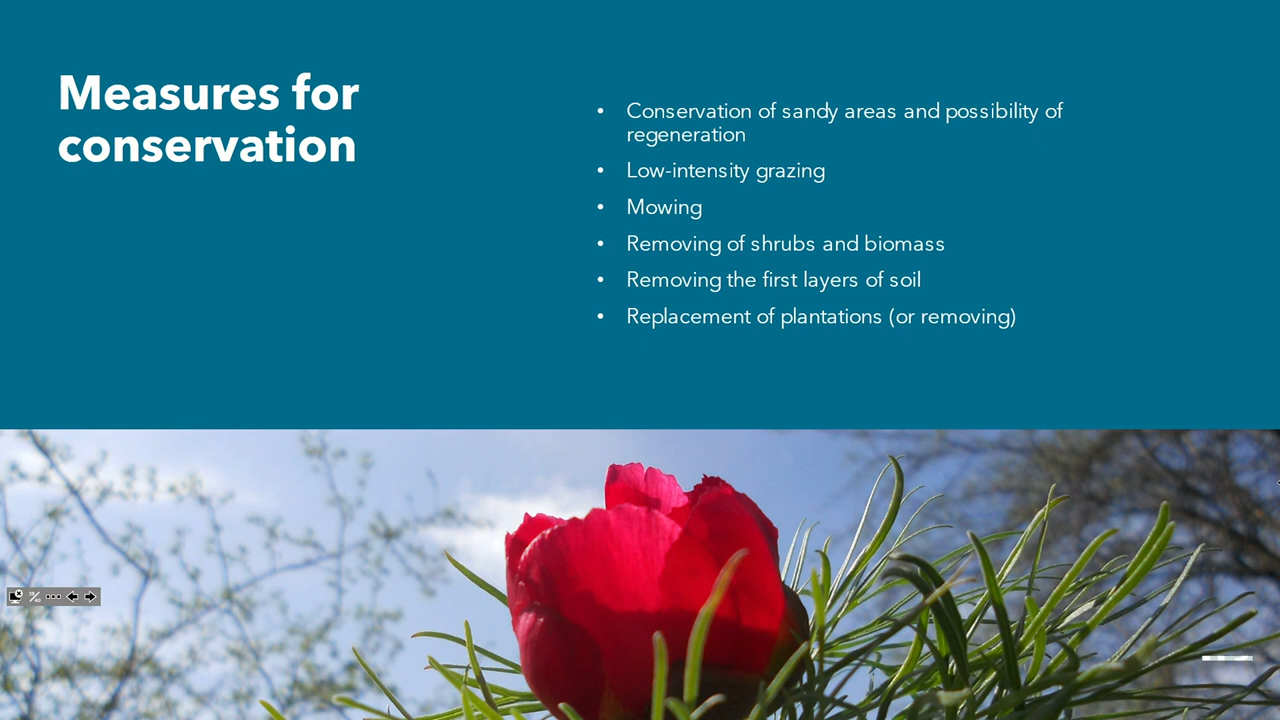 Measures for
conservation
• Conservation of sandy areas and possibility of
regeneration
• Low-intensity grazing
• Mowing
• Removing of shrubs and biomass
• Removing the first layers of soil
• Replacement of plantations (or removing)